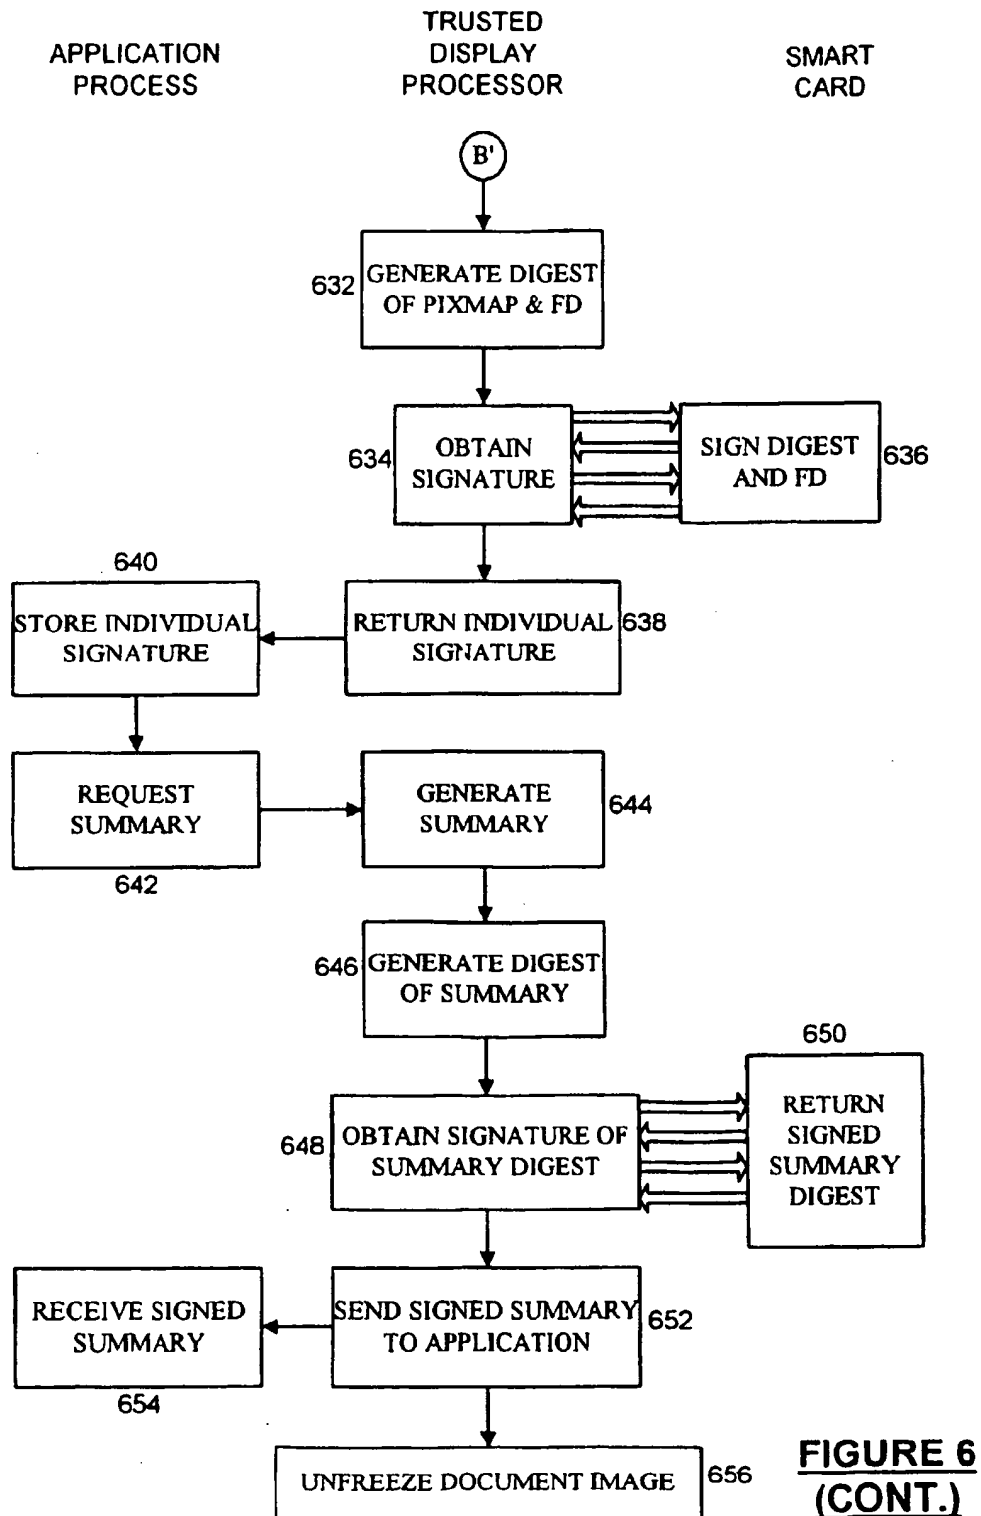 APPLICATION
PROCESS
TRUSTED
DISPLAY
PROCESSOR
SMART
CARD
B'
632
GENERATE DIGEST
OF PIXMAP & FD
634
OBTAIN
SIGNATURE
SIGN DIGEST
AND FD
636
640
STORE INDIVIDUAL
SIGNATURE
RETURN INDIVIDUAL
SIGNATURE
638
REQUEST
SUMMARY
642
GENERATE
SUMMARY
644
646
GENERATE DIGEST
OF SUMMARY
648
OBTAIN SIGNATURE OF
SUMMARY DIGEST
650
RETURN
SIGNED
SUMMARY
DIGEST
RECEIVE SIGNED
SUMMARY
654
SEND SIGNED SUMMARY
TO APPLICATION
652
UNFREEZE DOCUMENT IMAGE
656
FIGURE 6
(CONT.)